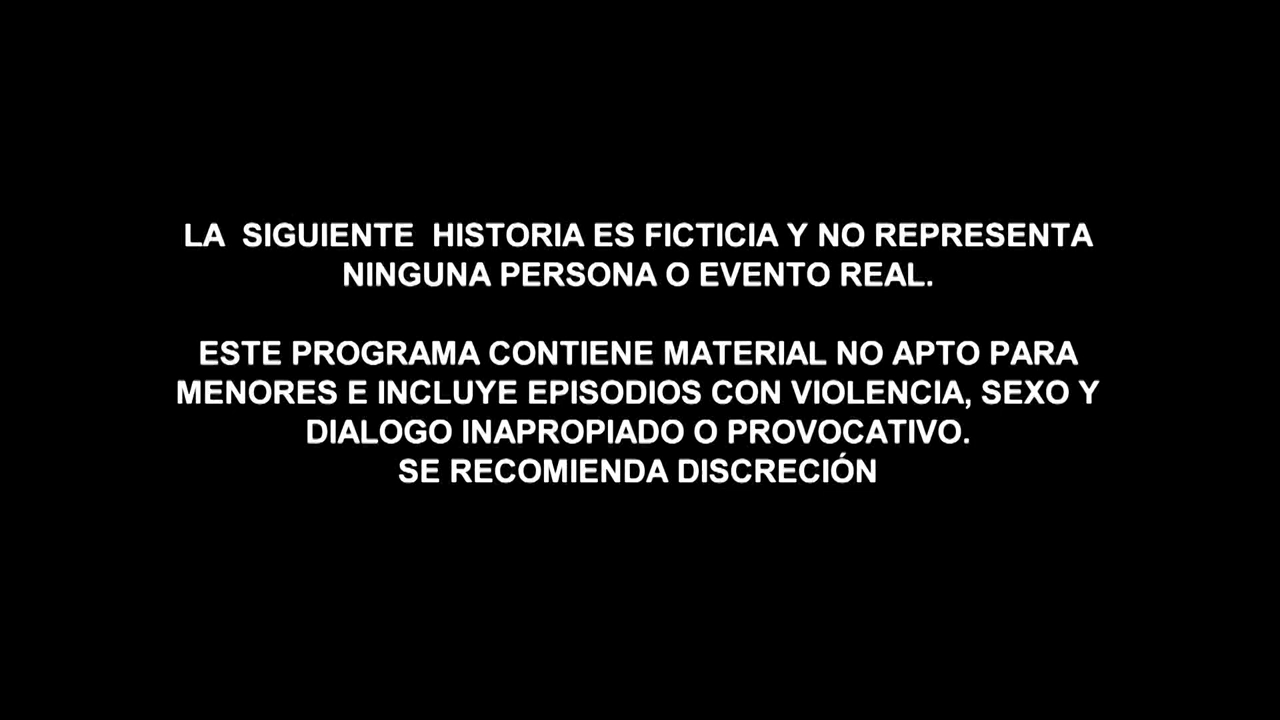 LA SIGUIENTE HISTORIA ES FICTICIA Y NO REPRESENTA
NINGUNA PERSONA O EVENTO REAL.
ESTE PROGRAMA CONTIENE MATERIAL NO APTO PARA
MENORES E INCLUYE EPISODIOS CON VIOLENCIA, SEXO Y
DIALOGO INAPROPIADO O PROVOCATIVO.
SE RECOMIENDA DISCRECIÓN